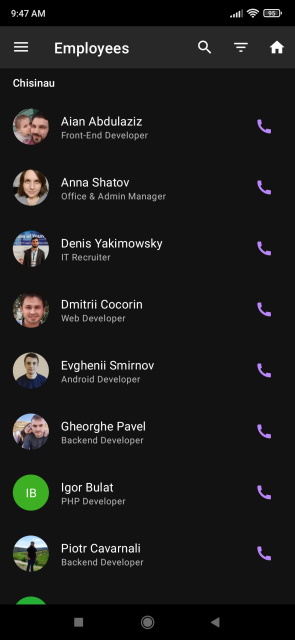 9:47 AM
95
Employees
Chisinau
Aian Abdulaziz
Front-End Developer
Anna Shatov
Office & Admin Manager
Denis Yakimowsky
IT Recruiter
Dmitrii Cocorin
Web Developer
Evghenii Smirnov
Android Developer
Gheorghe Pavel
Backend Developer
IB
Igor Bulat
PHP Developer
Piotr Cavarnali
Backend Developer